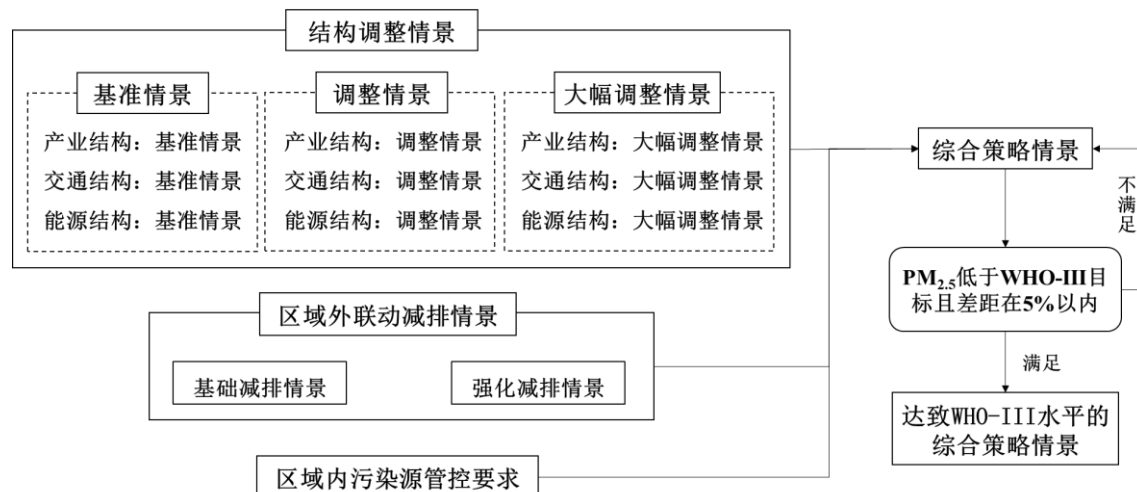 结构调整情景
基准情景
产业结构：基准情景
交通结构：基准情景
能源结构：基准情景
调整情景
产业结构：调整情景
交通结构：调整情景
能源结构：调整情景
大幅调整情景
产业结构：大幅调整情景
交通结构：大幅调整情景
能源结构：大幅调整情景
区域外联动减排情景
基础减排情景
强化减排情景
区域内污染源管控要求
综合策略情景
不满足
PM2.5低于WHO-III目
标且差距在5%以内
满足
达致WHO-III水平的
综合策略情景